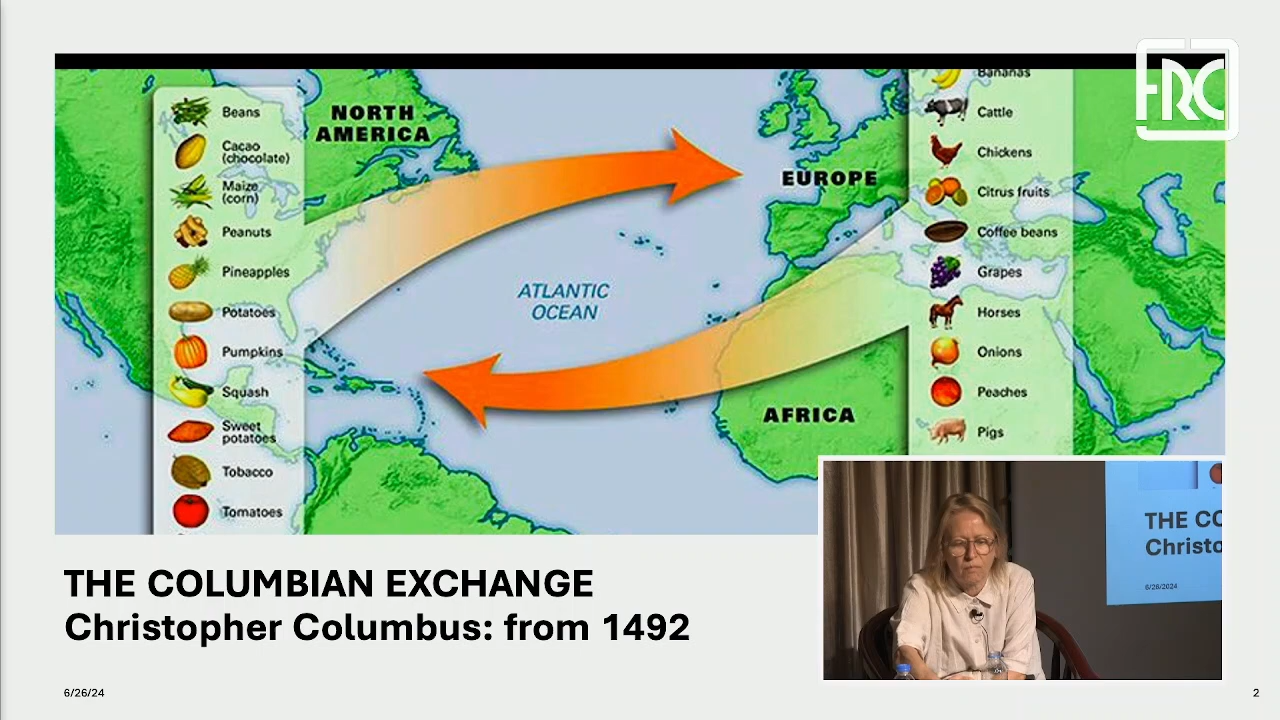 Beans
Cacao
(chocolate)
Maize
(corn)
Peanuts
Pineapples
Potatoes
Pumpkins
Squash
Sweet
potatoes
Tobacco
Tomatoes
NORTH
AMERICA
ATLANTIC
OCEAN
EUROPE
AFRICA
Bananas
Cattle
Chickens
Citrus fruits
Coffee beans
Grapes
Horses
Onions
Peaches
Pigs
FRC
THE COLUMBIAN EXCHANGE
Christopher Columbus: from 1492
6/26/24
THE CO
Christo
6/26/2024
2